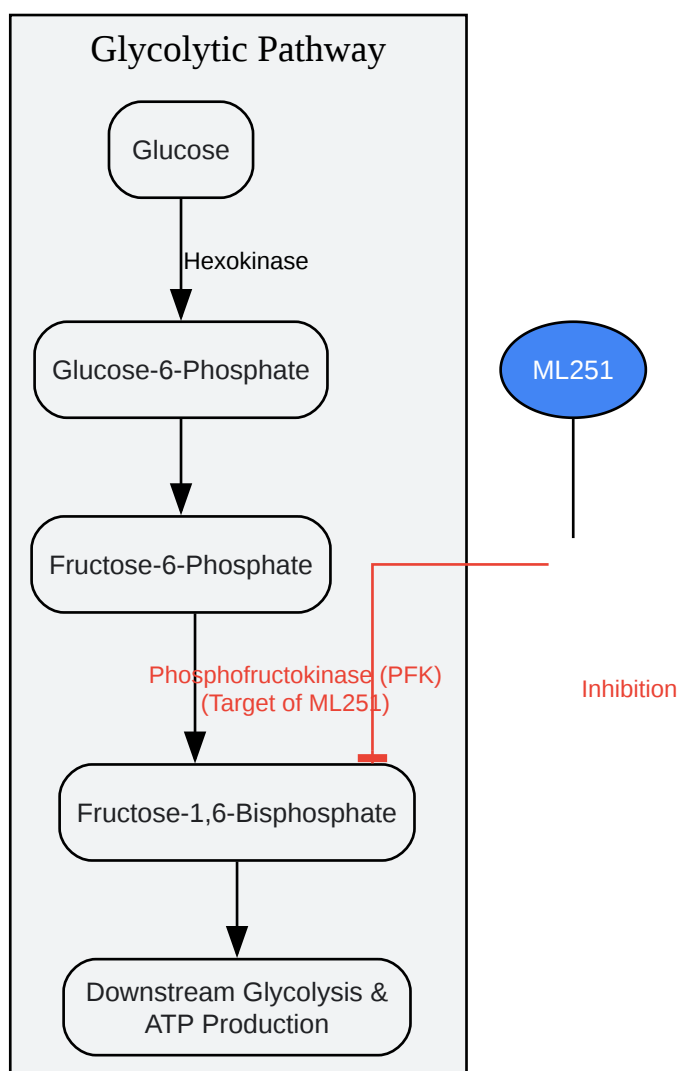 Glycolytic Pathway
Glucose
Hexokinase
Glucose-6-Phosphate
ML251
Fructose-6-Phosphate
Phosphofructokinase (PFK)
(Target of ML251)
Inhibition
Fructose-1,6-Bisphosphate
Downstream Glycolysis &
ATP Production